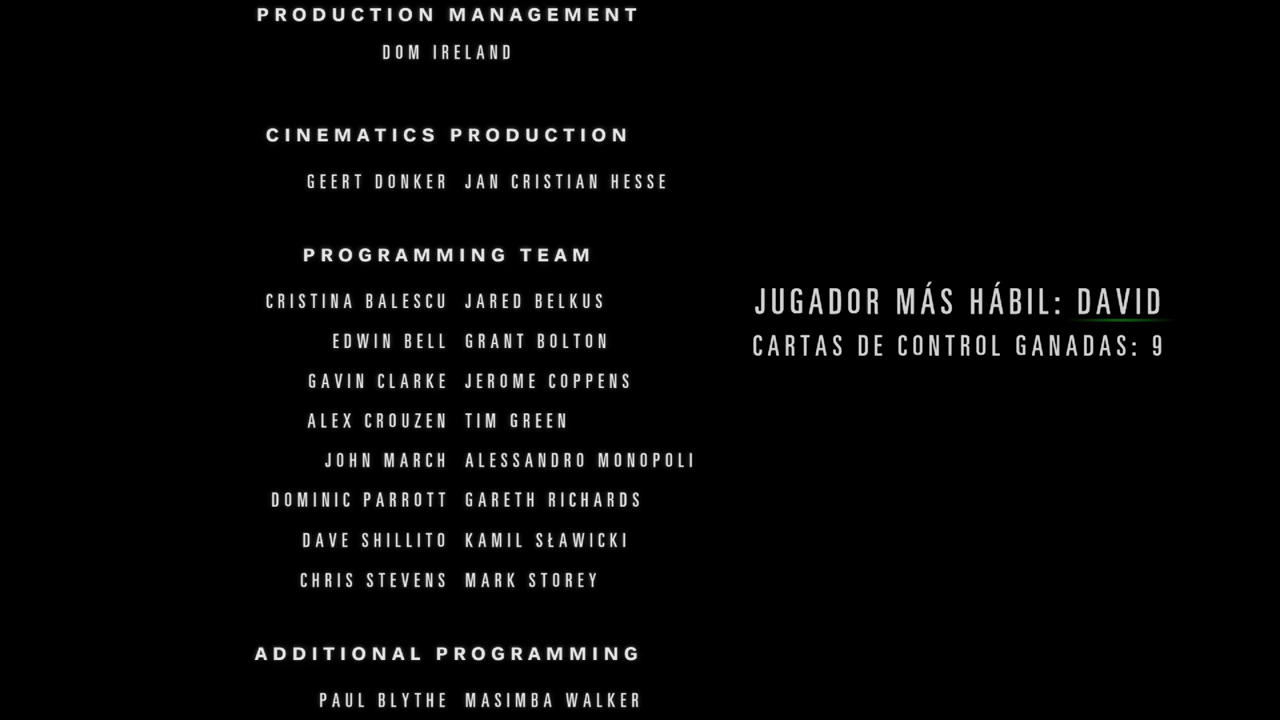 PRODUCTION MANAGEMENT
DOM IRELAND
CINEMATICS PRODUCTION
GEERT DONKER JAN CRISTIAN HESSE
PROGRAMMING TEAM
CRISTINA BALESCU JARED BELKUS
EDWIN BELL GRANT BOLTON
GAVIN CLARKE JEROME COPPENS
ALEX CROUZEN TIM GREEN
JOHN MARCH ALESSANDRO MONOPOLI
DOMINIC PARROTT GARETH RICHARDS
DAVE SHILLITO KAMIL SŁAWICKI
CHRIS STEVENS MARK STOREY
ADDITIONAL PROGRAMMING
PAUL BLYTHE MASIMBA WALKER
JUGADOR MÁS HÁBIL: DAVID
CARTAS DE CONTROL GANADAS: 9